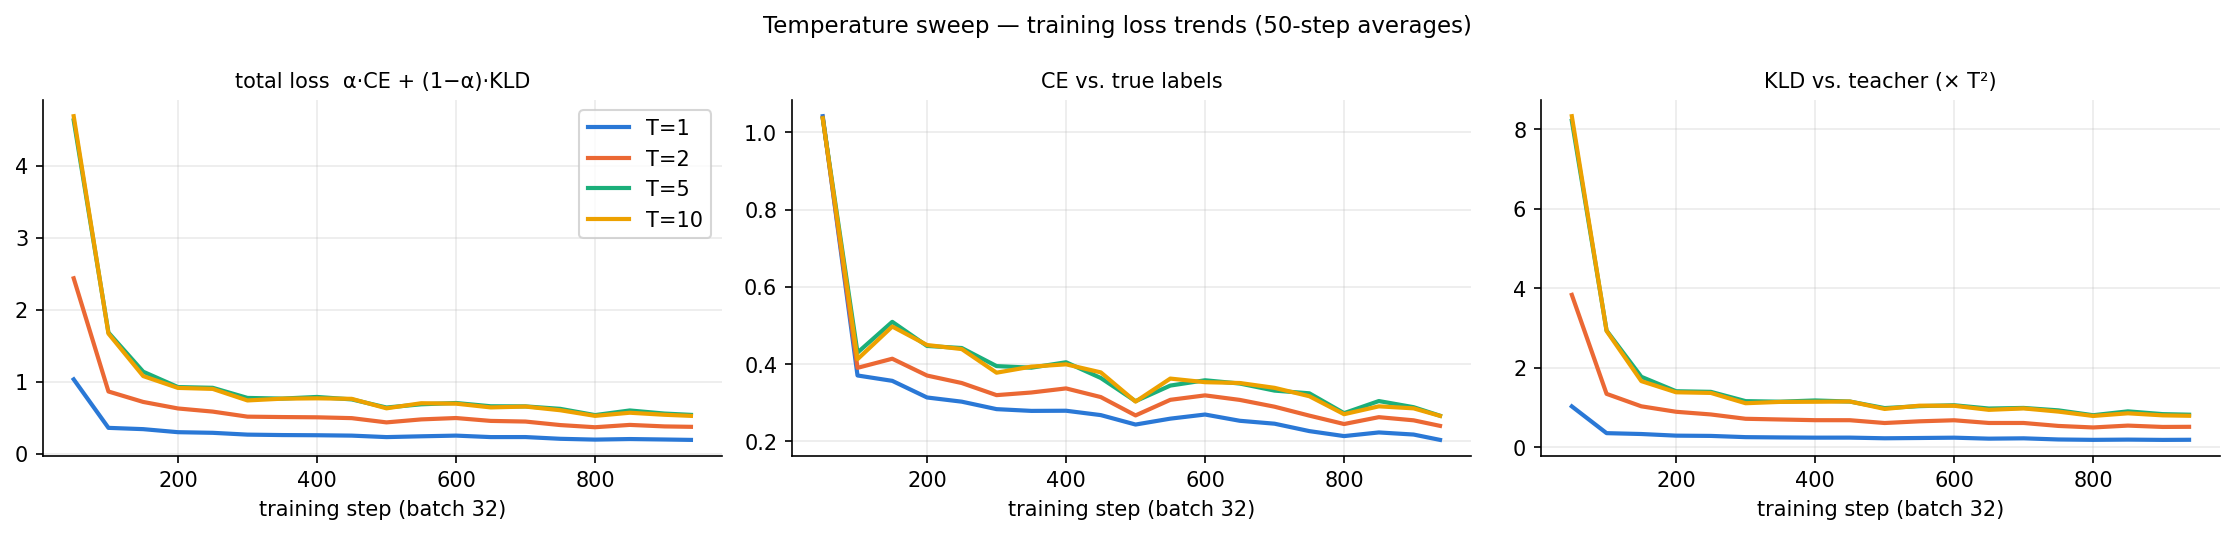 Temperature sweep — training loss trends (50-step averages)
total loss  α·CE + (1−α)·KLD
4
3
2
1
0
T=1
T=2
T=5
T=10
200
400
600
800
training step (batch 32)
CE vs. true labels
1.0
0.8
0.6
0.4
0.2
200
400
600
800
training step (batch 32)
KLD vs. teacher (× T²)
8
6
4
2
0
200
400
600
800
training step (batch 32)